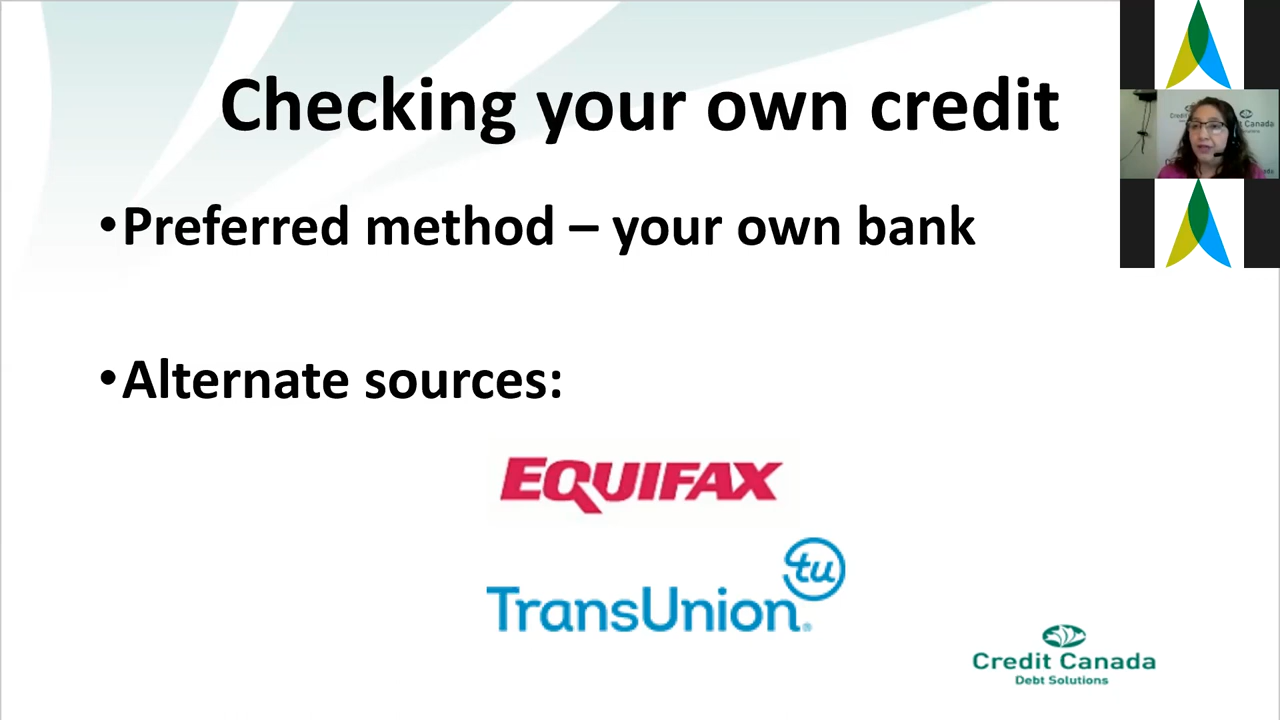 Checking your own credit
•Preferred method – your own bank
•Alternate sources:
EQUIFAX
tu
TransUnion®
Credit Canada
Debt Solutions